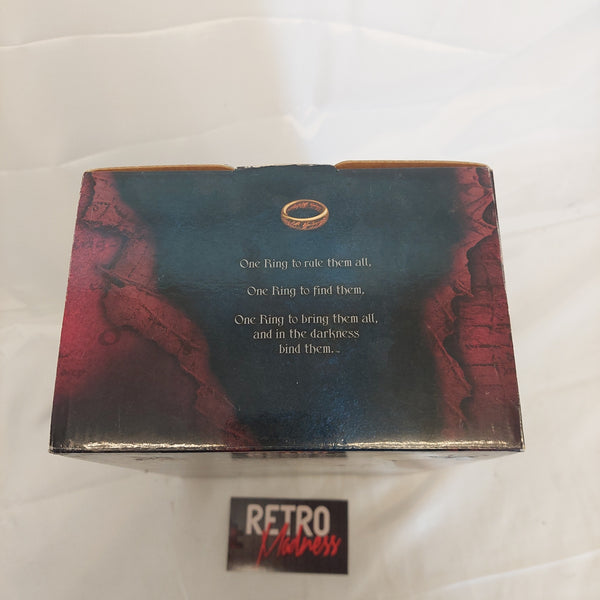 One Ring to rule them all,
One Ring to find them,
One Ring to bring them all,
and in the darkness
bind them...
RETRO
Madness